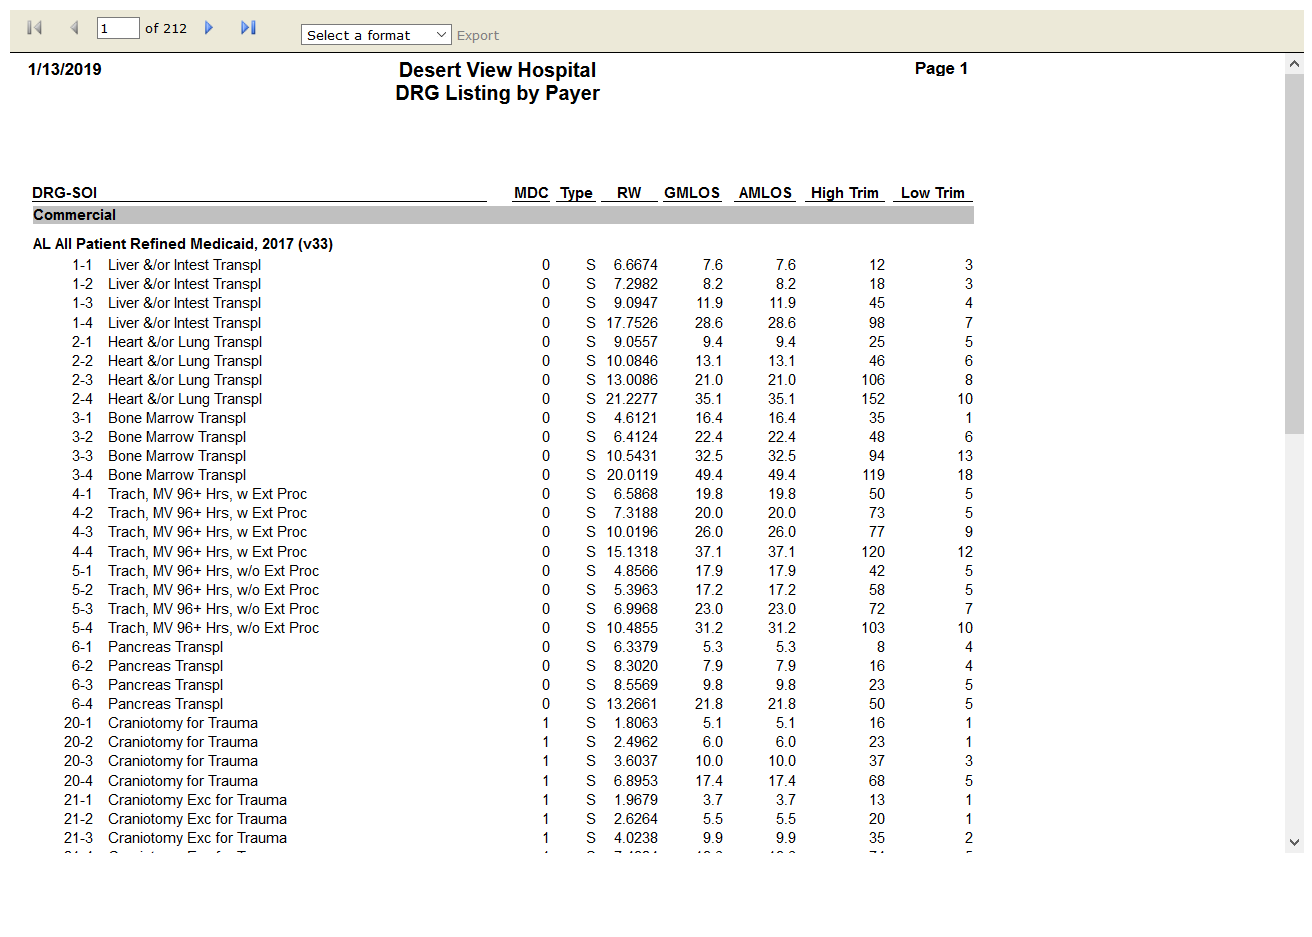 1 of 212 Select a format Export
1/13/2019 Desert View Hospital Page 1
DRG Listing by Payer
DRG-SOI MDC Type RW GMLOS AMLOS High Trim Low Trim
Commercial
AL All Patient Refined Medicaid, 2017 (v33)
1-1 Liver &/or Intest Transpl 0 S 6.6674 7.6 7.6 12 3
1-2 Liver &/or Intest Transpl 0 S 7.2982 8.2 8.2 18 3
1-3 Liver &/or Intest Transpl 0 S 9.0947 11.9 11.9 45 4
1-4 Liver &/or Intest Transpl 0 S 17.7526 28.6 28.6 98 7
2-1 Heart &/or Lung Transpl 0 S 9.0557 9.4 9.4 25 5
2-2 Heart &/or Lung Transpl 0 S 10.0846 13.1 13.1 46 6
2-3 Heart &/or Lung Transpl 0 S 13.0086 21.0 21.0 106 8
2-4 Heart &/or Lung Transpl 0 S 21.2277 35.1 35.1 152 10
3-1 Bone Marrow Transpl 0 S 4.6121 16.4 16.4 35 1
3-2 Bone Marrow Transpl 0 S 6.4124 22.4 22.4 48 6
3-3 Bone Marrow Transpl 0 S 10.5431 32.5 32.5 94 13
3-4 Bone Marrow Transpl 0 S 20.0119 49.4 49.4 119 18
4-1 Trach, MV 96+ Hrs, w Ext Proc 0 S 6.5868 19.8 19.8 50 5
4-2 Trach, MV 96+ Hrs, w Ext Proc 0 S 7.3188 20.0 20.0 73 5
4-3 Trach, MV 96+ Hrs, w Ext Proc 0 S 10.0196 26.0 26.0 77 9
4-4 Trach, MV 96+ Hrs, w Ext Proc 0 S 15.1318 37.1 37.1 120 12
5-1 Trach, MV 96+ Hrs, w/o Ext Proc 0 S 4.8566 17.9 17.9 42 5
5-2 Trach, MV 96+ Hrs, w/o Ext Proc 0 S 5.3963 17.2 17.2 58 5
5-3 Trach, MV 96+ Hrs, w/o Ext Proc 0 S 6.9968 23.0 23.0 72 7
5-4 Trach, MV 96+ Hrs, w/o Ext Proc 0 S 10.4855 31.2 31.2 103 10
6-1 Pancreas Transpl 0 S 6.3379 5.3 5.3 8 4
6-2 Pancreas Transpl 0 S 8.3020 7.9 7.9 16 4
6-3 Pancreas Transpl 0 S 8.5569 9.8 9.8 23 5
6-4 Pancreas Transpl 0 S 13.2661 21.8 21.8 50 5
20-1 Craniotomy for Trauma 1 S 1.8063 5.1 5.1 16 1
20-2 Craniotomy for Trauma 1 S 2.4962 6.0 6.0 23 1
20-3 Craniotomy for Trauma 1 S 3.6037 10.0 10.0 37 3
20-4 Craniotomy for Trauma 1 S 6.8953 17.4 17.4 68 5
21-1 Craniotomy Exc for Trauma 1 S 1.9679 3.7 3.7 13 1
21-2 Craniotomy Exc for Trauma 1 S 2.6264 5.5 5.5 20 1
21-3 Craniotomy Exc for Trauma 1 S 4.0238 9.9 9.9 35 2